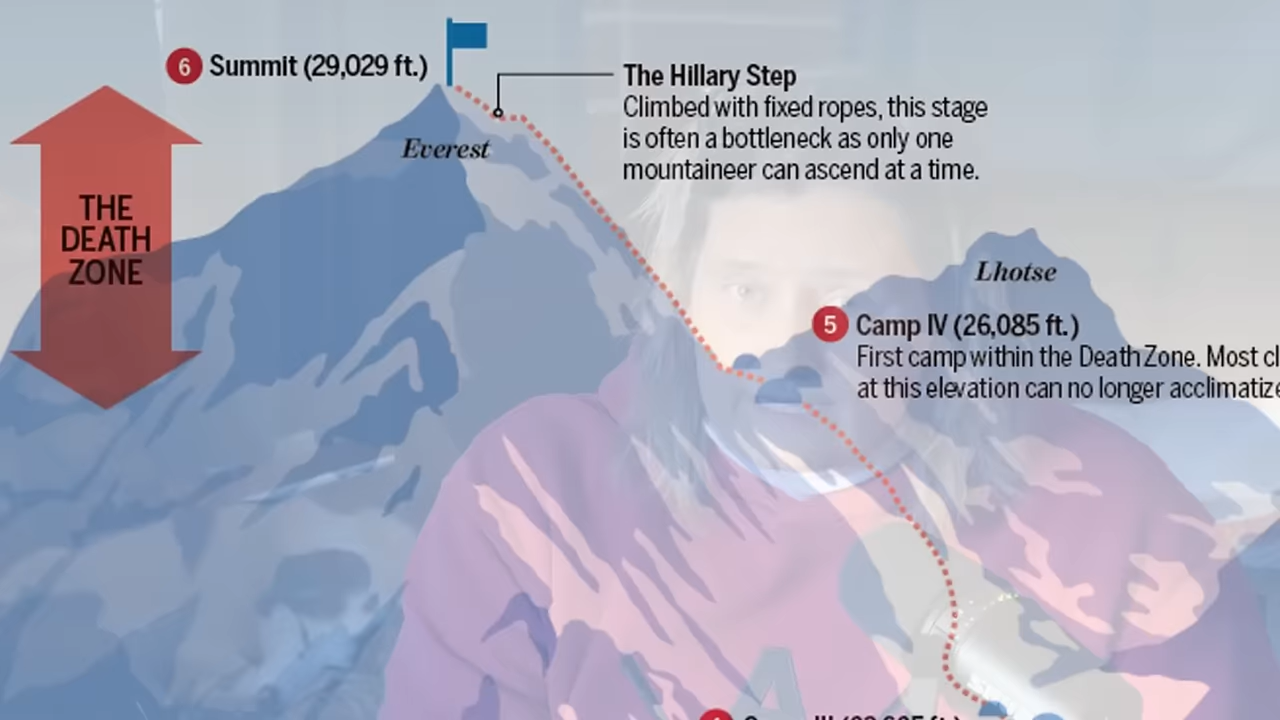 6 Summit (29,029 ft.)
The Hillary Step
Climbed with fixed ropes, this stage
is often a bottleneck as only one
mountaineer can ascend at a time.
Everest
THE
DEATH
ZONE
Lhotse
5 Camp IV (26,085 ft.)
First camp within the Death Zone. Most
at this elevation can no longer